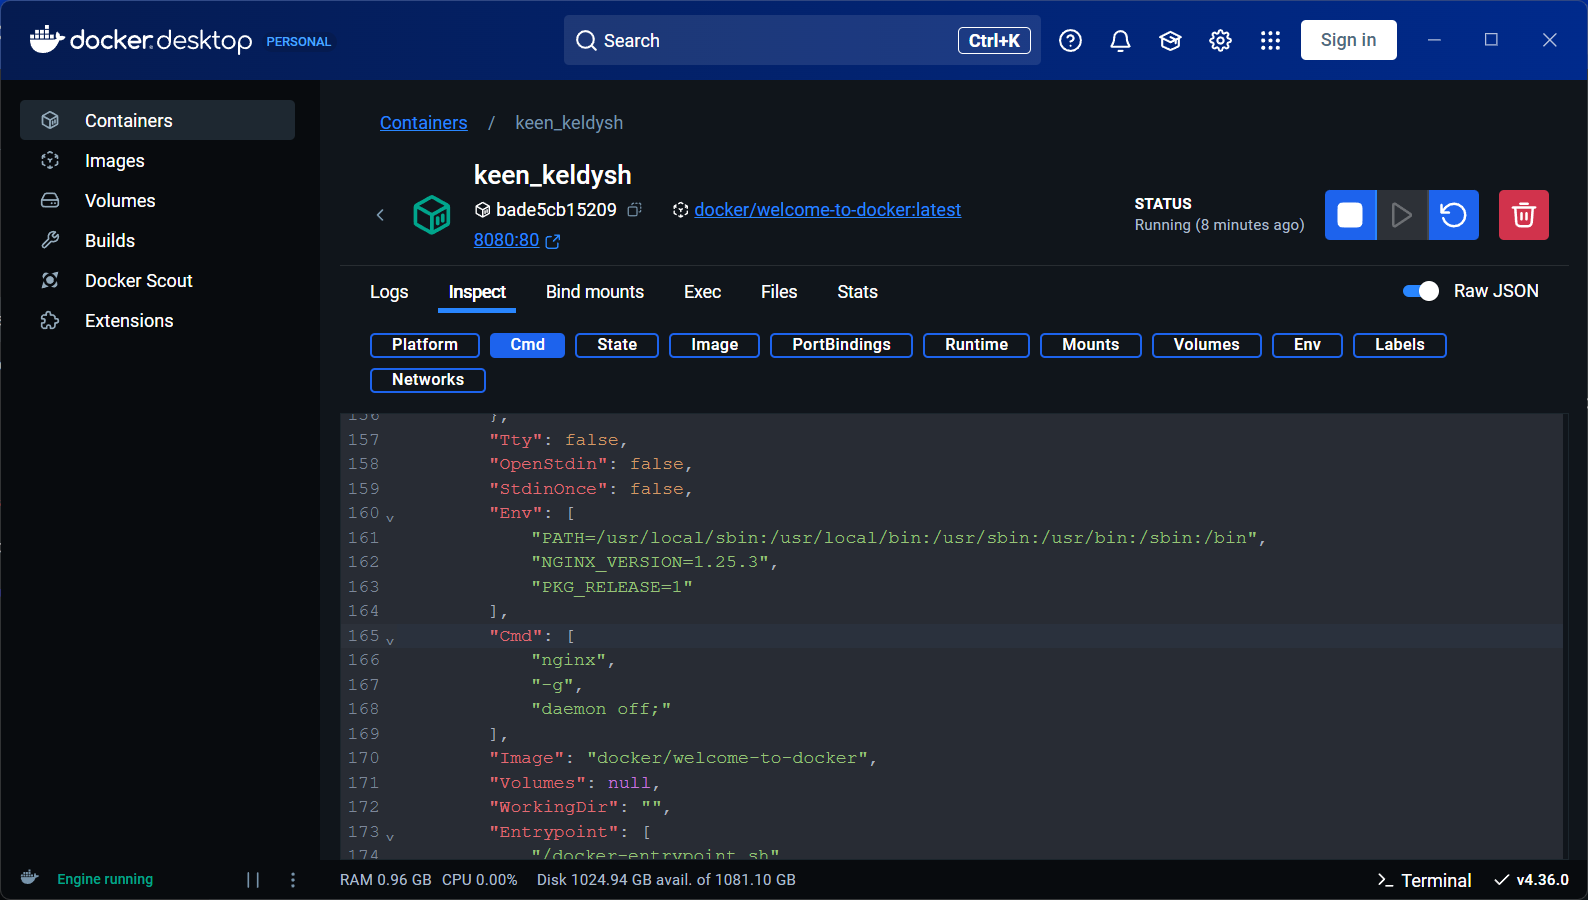 docker.desktop PERSONAL
Search Ctrl+K
Sign in
Containers
Images
Volumes
Builds
Docker Scout
Extensions
Containers / keen_keldysh
keen_keldysh
bade5cb15209 docker/welcome-to-docker:latest
8080:80
STATUS
Running (8 minutes ago)
Logs Inspect Bind mounts Exec Files Stats
Raw JSON
Platform Cmd State Image PortBindings Runtime Mounts Volumes Env Labels
Networks
156 },
157 "Tty": false,
158 "OpenStdin": false,
159 "StdinOnce": false,
160 "Env": [
161 "PATH=/usr/local/sbin:/usr/local/bin:/usr/sbin:/usr/bin:/sbin:/bin",
162 "NGINX_VERSION=1.25.3",
163 "PKG_RELEASE=1"
164 ],
165 "Cmd": [
166 "nginx",
167 "-g",
168 "daemon off;"
169 ],
170 "Image": "docker/welcome-to-docker",
171 "Volumes": null,
172 "WorkingDir": "",
173 "Entrypoint": [
174 "/docker-entrypoint.sh"
Engine running
RAM 0.96 GB CPU 0.00% Disk 1024.94 GB avail. of 1081.10 GB
Terminal
v4.36.0